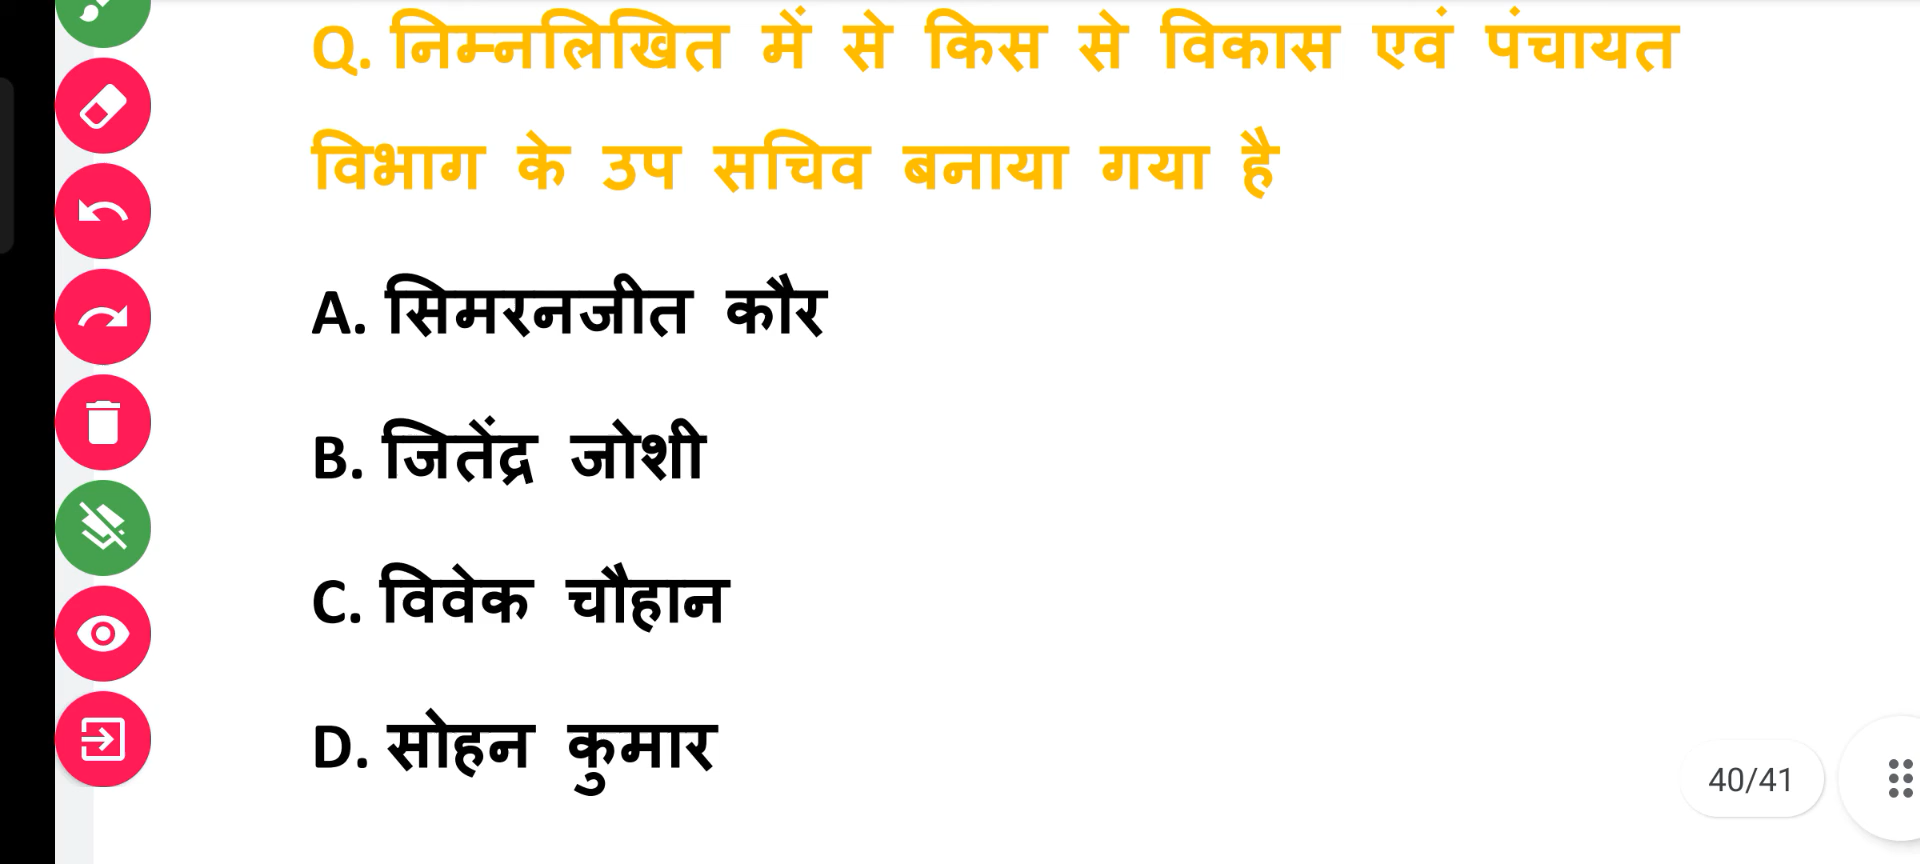 Q. निम्नलिखित में से किस से विकास एवं पंचायत
विभाग के उप सचिव बनाया गया है
A. सिमरनजीत कौर
B. जितेंद्र जोशी
C. विवेक चौहान
D. सोहन कुमार
40/41